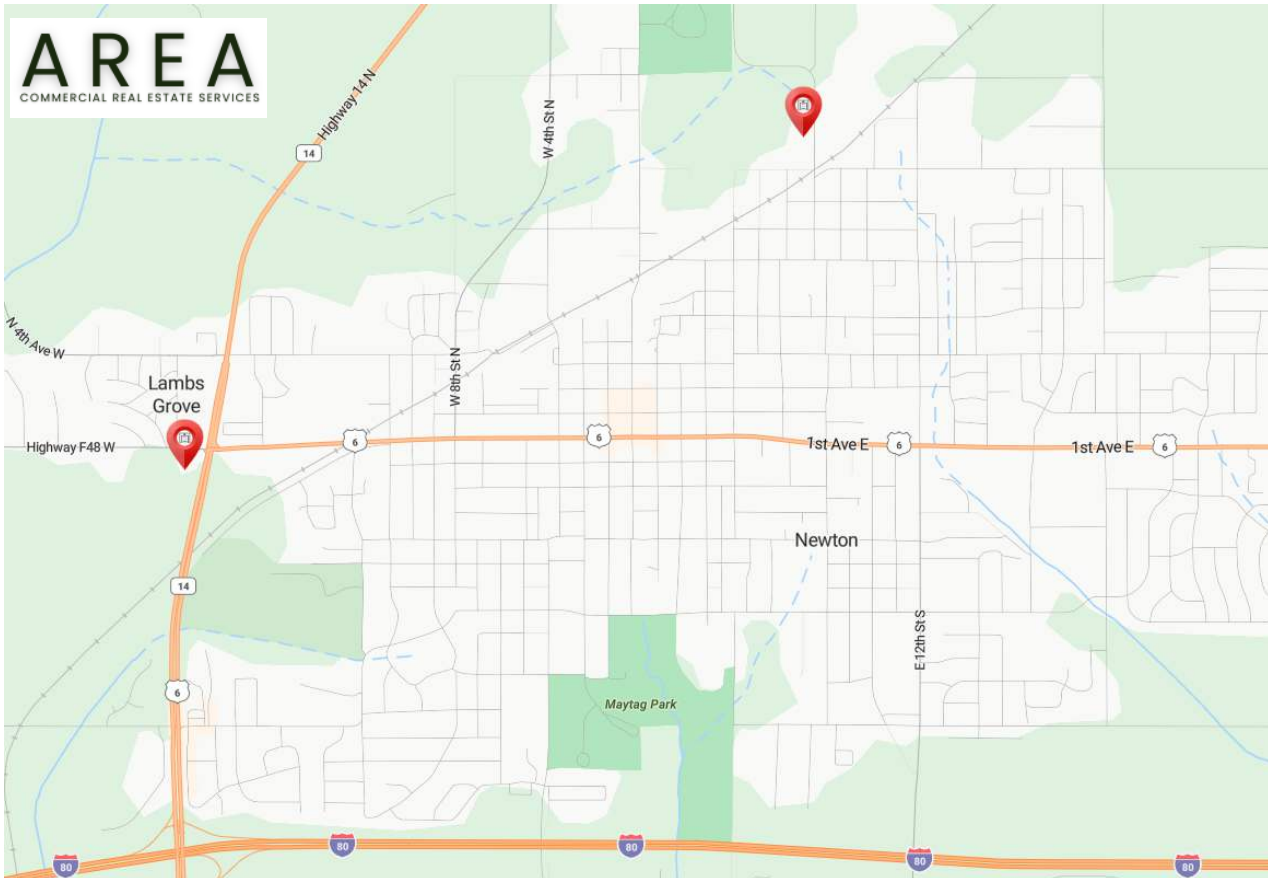 AREA
COMMERCIAL REAL ESTATE SERVICES
Highway 14 N
14
W 4th St N
N 4th Ave W
Lambs
Grove
W 8th St N
Highway F48 W
6
6
1st Ave E
6
1st Ave E
6
Newton
14
E 12th St S
6
Maytag Park
80
80
80
80
80